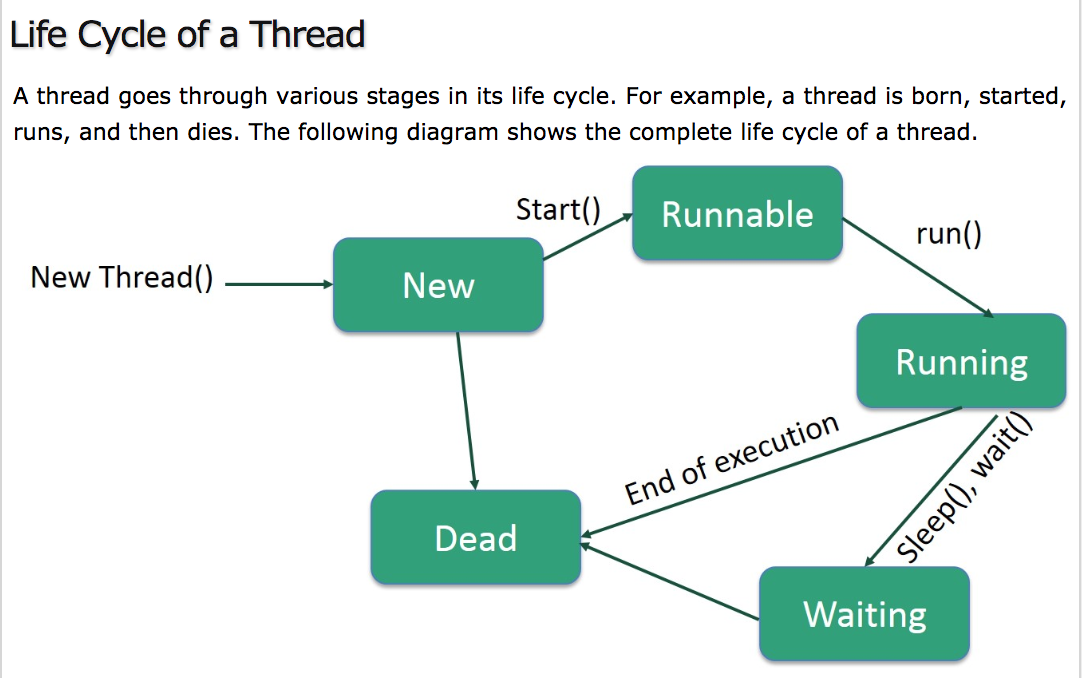 Life Cycle of a Thread
A thread goes through various stages in its life cycle. For example, a thread is born, started,
runs, and then dies. The following diagram shows the complete life cycle of a thread.
Start()
Runnable
run()
New Thread()
New
Running
End of execution
Sleep(), wait()
Dead
Waiting